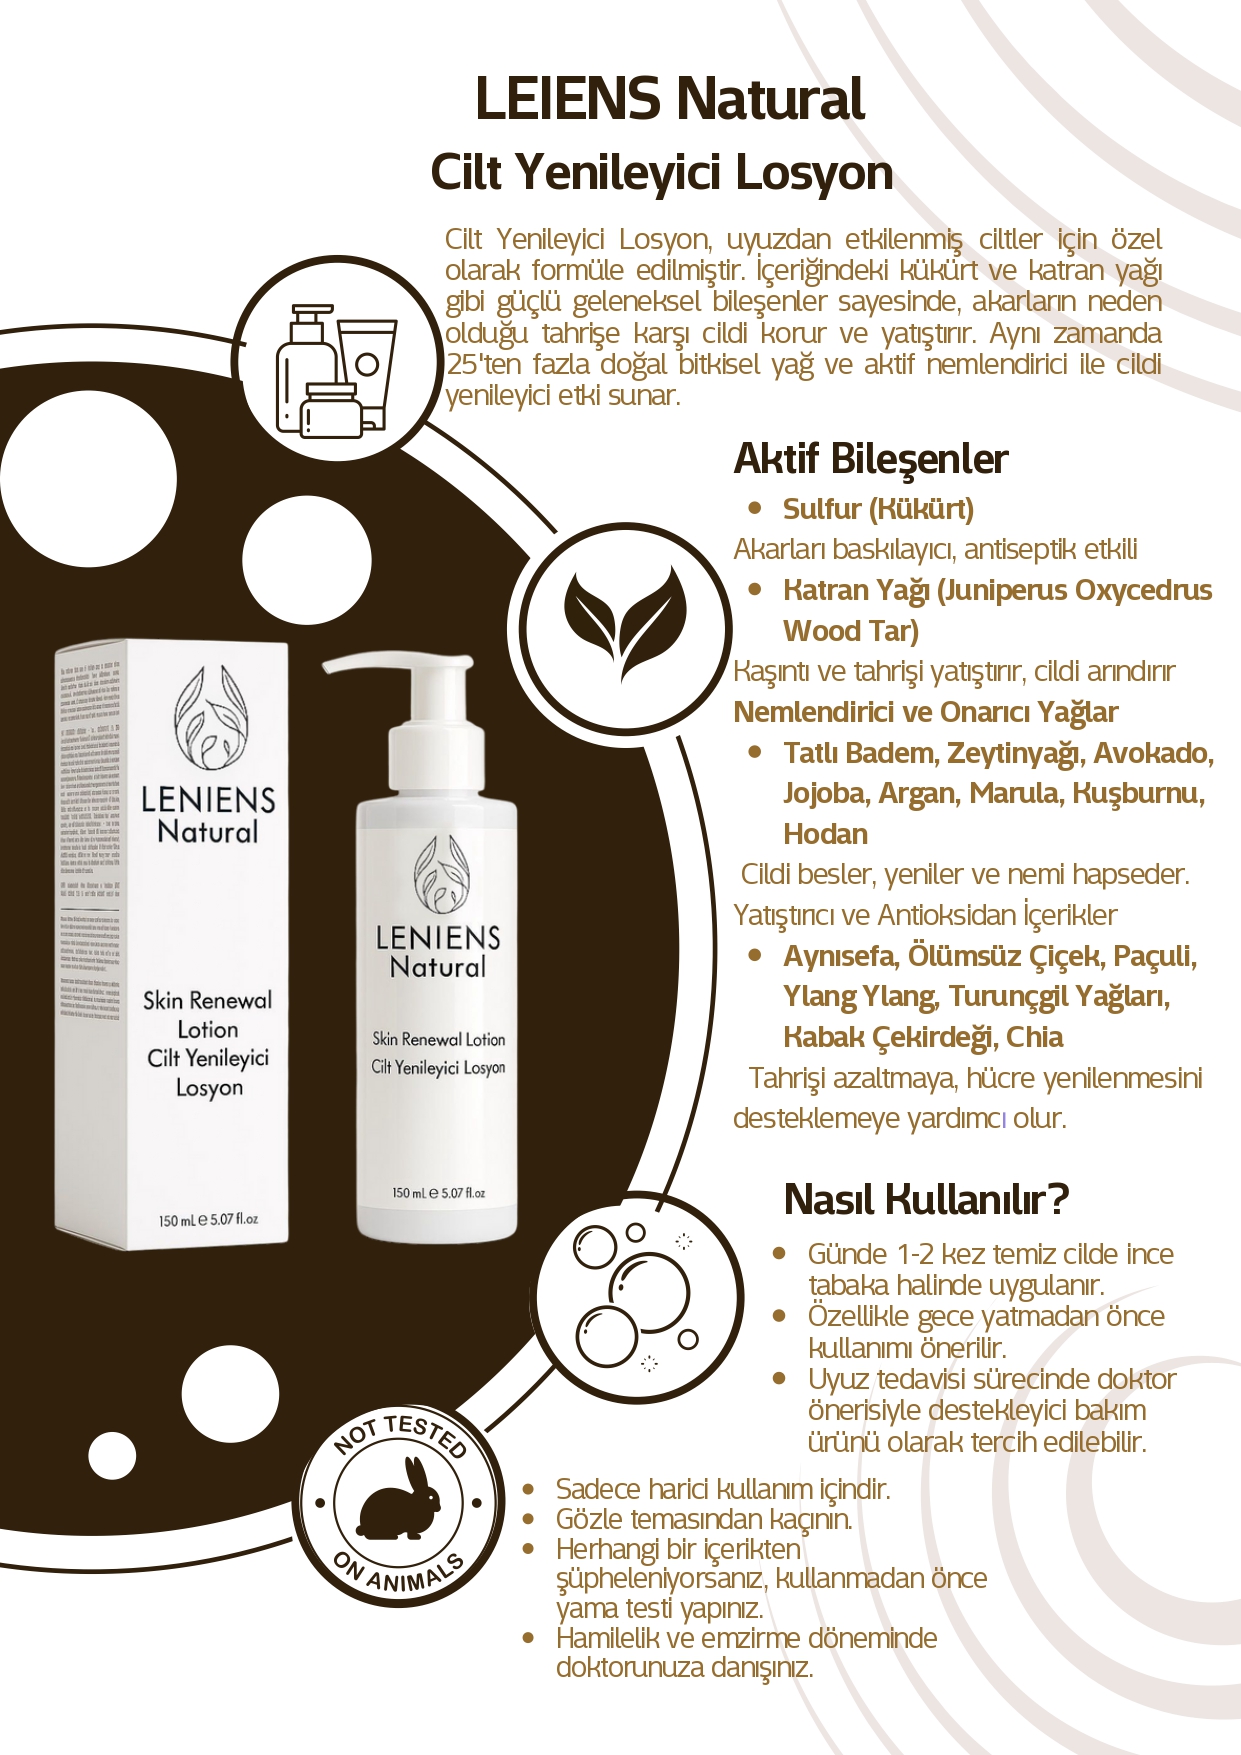 LEIENS Natural
Cilt Yenileyici Losyon
Cilt Yenileyici Losyon, uyuzdan etkilenmiş ciltler için özel
olarak formüle edilmiştir. İçeriğindeki kükürt ve katran yağı
gibi güçlü geleneksel bileşenler sayesinde, akarların neden
olduğu tahrişe karşı cildi korur ve yatıştırır. Aynı zamanda
25'ten fazla doğal bitkisel yağ ve aktif nemlendirici ile cildi
yenileyici etki sunar.
Aktif Bileşenler
• Sulfur (Kükürt)
Akarları baskılayıcı, antiseptik etkili
• Katran Yağı (Juniperus Oxycedrus
Wood Tar)
Kaşıntı ve tahrişi yatıştırır, cildi arındırır
Nemlendirici ve Onarıcı Yağlar
• Tatlı Badem, Zeytinyağı, Avokado,
Jojoba, Argan, Marula, Kuşburnu,
Hodan
Cildi besler, yeniler ve nemi hapseder.
Yatıştırıcı ve Antioksidan İçerikler
• Aynısefa, Ölümsüz Çiçek, Paçuli,
Ylang Ylang, Turunçgil Yağları,
Kabak Çekirdeği, Chia
Tahrişi azaltmaya, hücre yenilenmesini
desteklemeye yardımcı olur.
LENIENS
Natural
Skin Renewal
Lotion
Cilt Yenileyici
Losyon
150 mL e 5.07 fl.oz
LENIENS
Natural
Skin Renewal Lotion
Cilt Yenileyici Losyon
150 mL e 5.07 fl.oz
Nasıl Kullanılır?
• Günde 1-2 kez temiz cilde ince
tabaka halinde uygulanır.
• Özellikle gece yatmadan önce
kullanımı önerilir.
• Uyuz tedavisi sürecinde doktor
önerisiyle destekleyici bakım
ürünü olarak tercih edilebilir.
NOT TESTED
ON ANIMALS
• Sadece harici kullanım içindir.
• Gözle temasından kaçının.
• Herhangi bir içerikten
şüpheleniyorsanız, kullanmadan önce
yama testi yapınız.
• Hamilelik ve emzirme döneminde
doktorunuza danışınız.